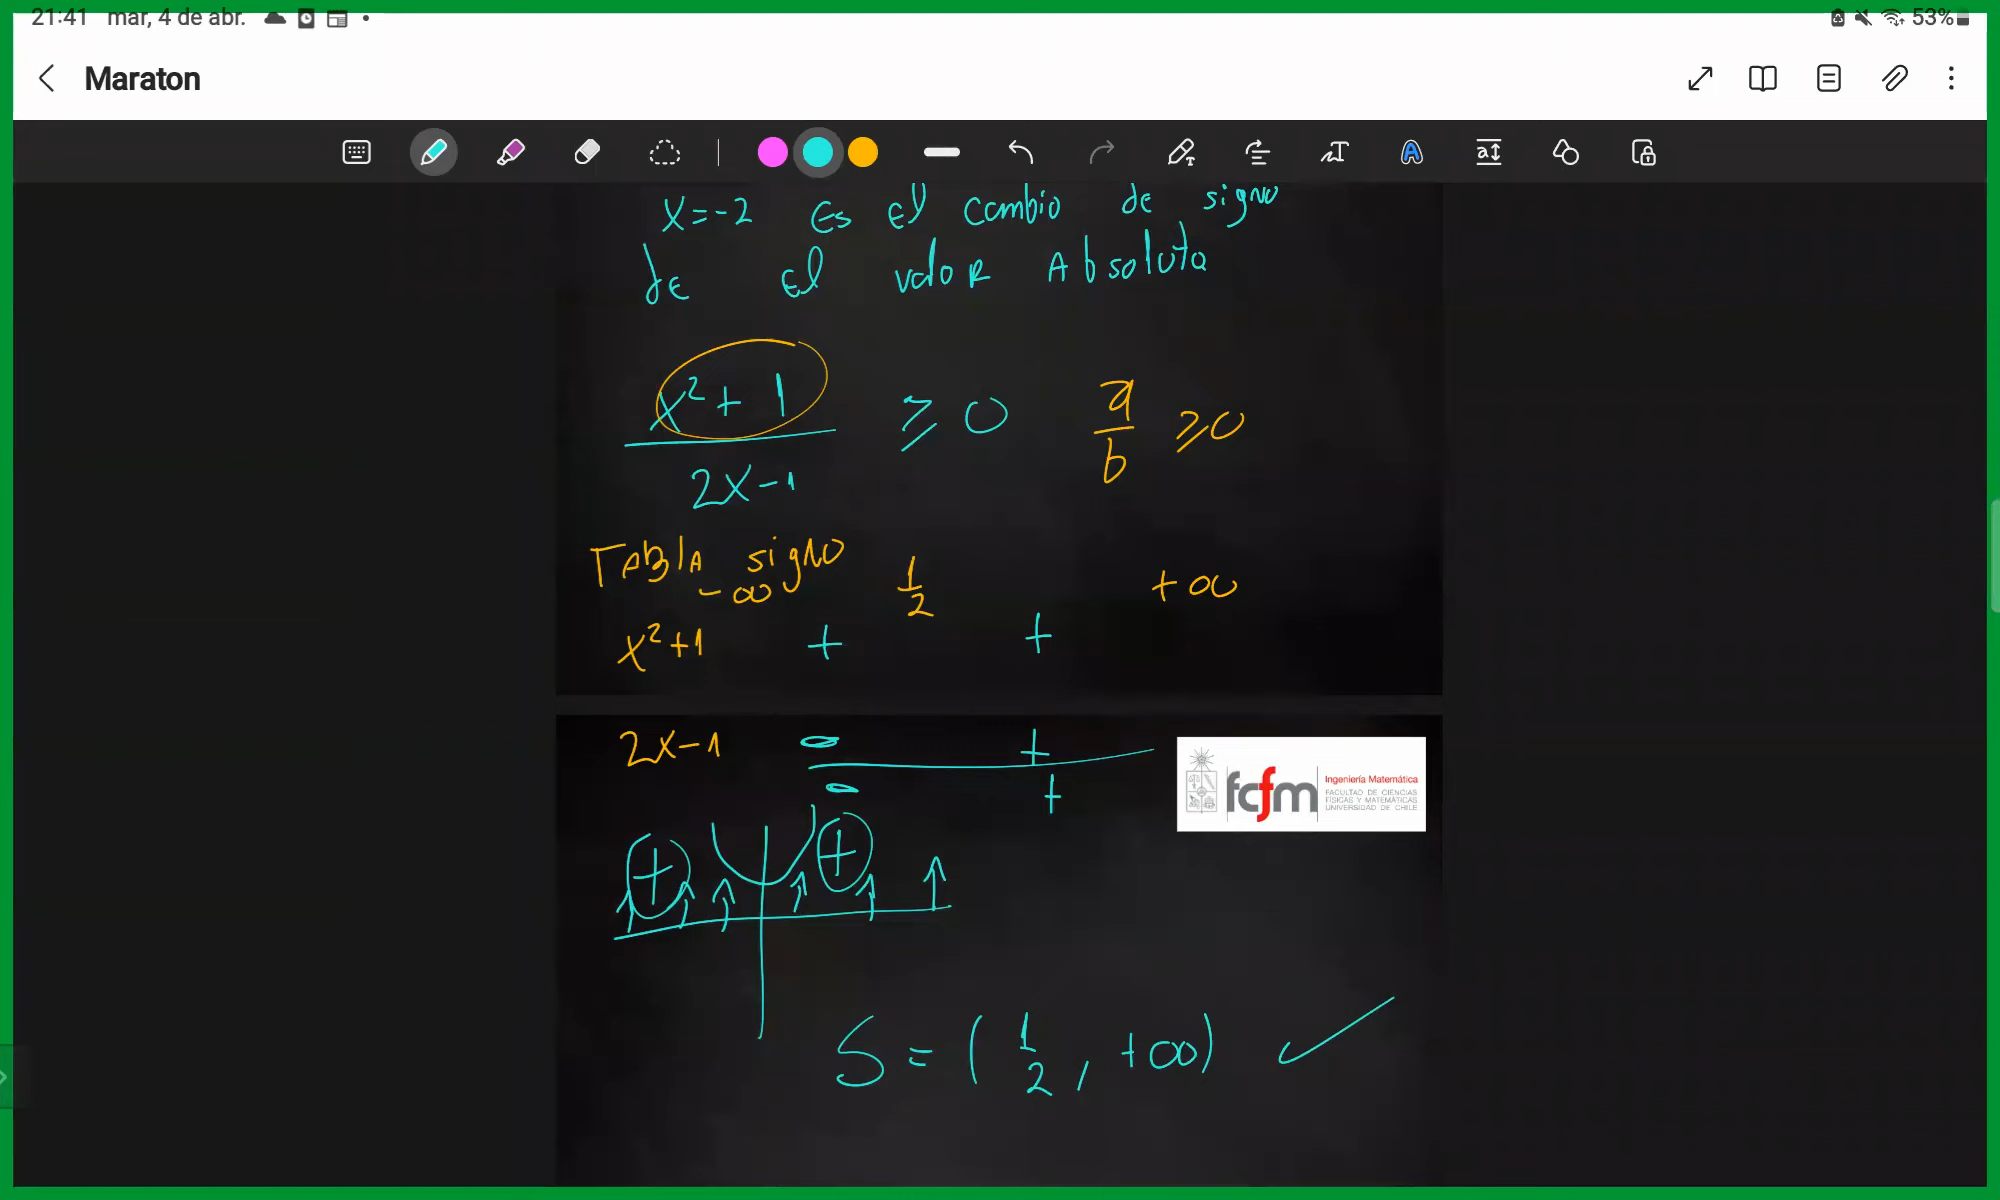 21:41 mar, 4 de abr. 53%
Maraton
x=-2 Es el cambio de signo
de el valor Absoluto
x²+1 / 2x-1 ≥ 0 a/b ≥0
TABlA signo
-∞ 1/2 +∞
x²+1 + +
2x-1 - +
- +
fcfm
Ingeniería Matemática
FACULTAD DE CIENCIAS
FÍSICAS Y MATEMÁTICAS
UNIVERSIDAD DE CHILE
+ +
S = (1/2, +∞)